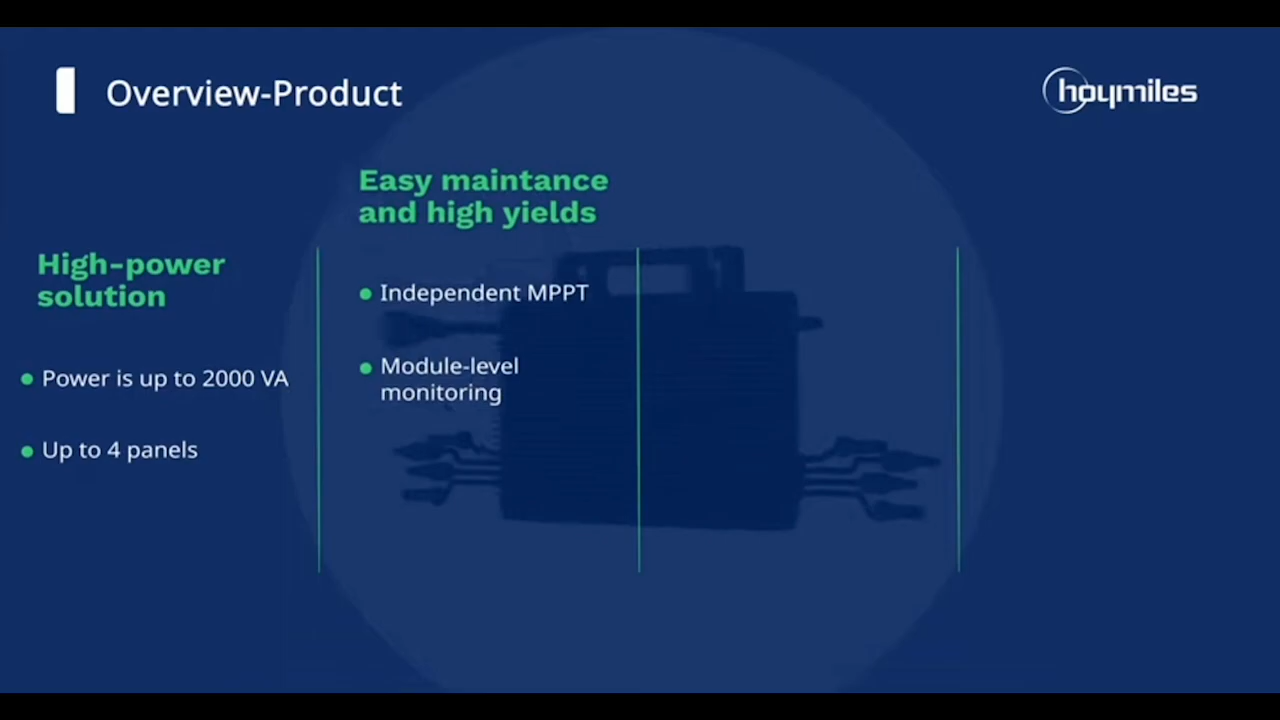 Overview-Product
hoymiles
High-power
solution
Power is up to 2000 VA
Up to 4 panels
Easy maintance
and high yields
Independent MPPT
Module-level
monitoring